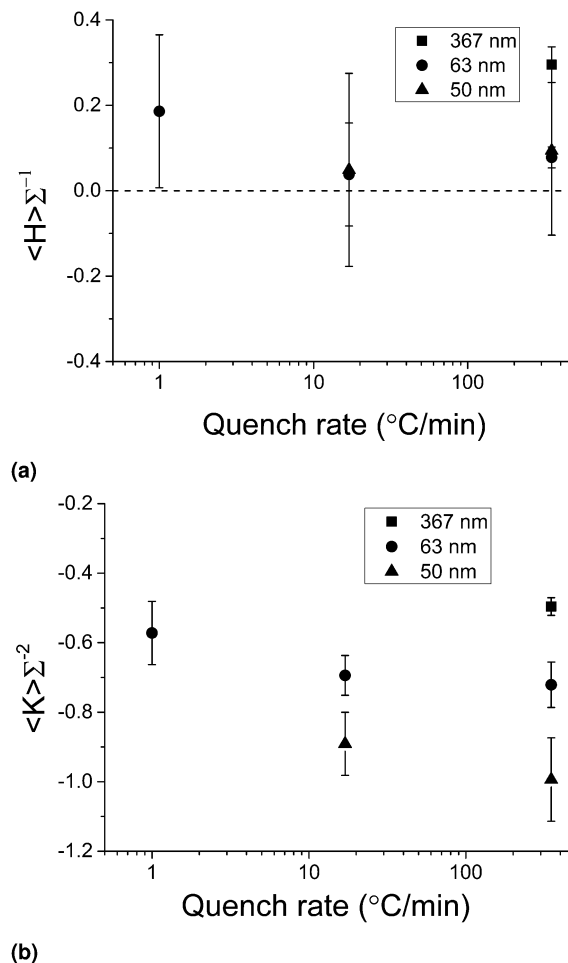 0.4
0.2
0.0
-0.2
-0.4
<H>Σ⁻¹
367 nm
63 nm
50 nm
1
10
100
Quench rate (°C/min)
(a)
-0.2
-0.4
-0.6
-0.8
-1.0
-1.2
<K>Σ⁻²
367 nm
63 nm
50 nm
1
10
100
Quench rate (°C/min)
(b)